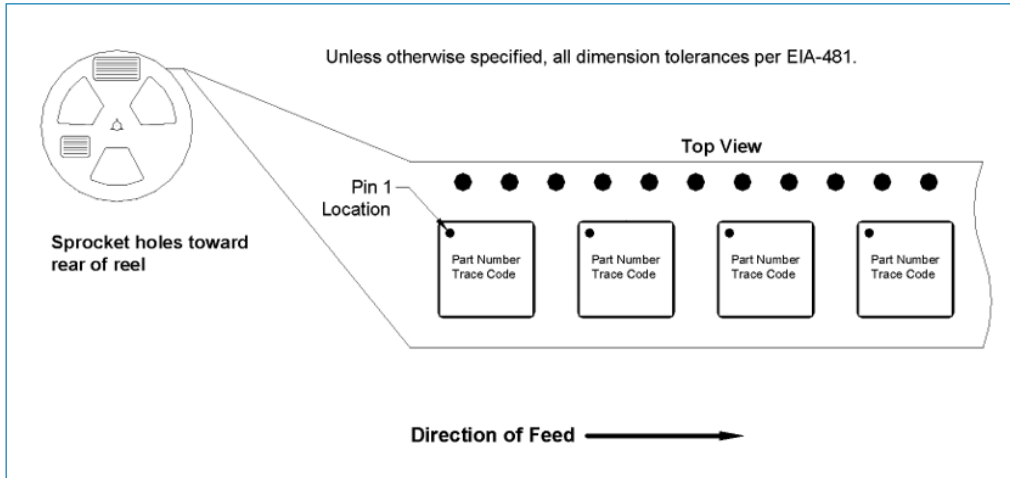 Unless otherwise specified, all dimension tolerances per EIA-481.
Top View
Pin 1
Location
Sprocket holes toward
rear of reel
Part Number
Trace Code
Part Number
Trace Code
Part Number
Trace Code
Part Number
Trace Code
Direction of Feed